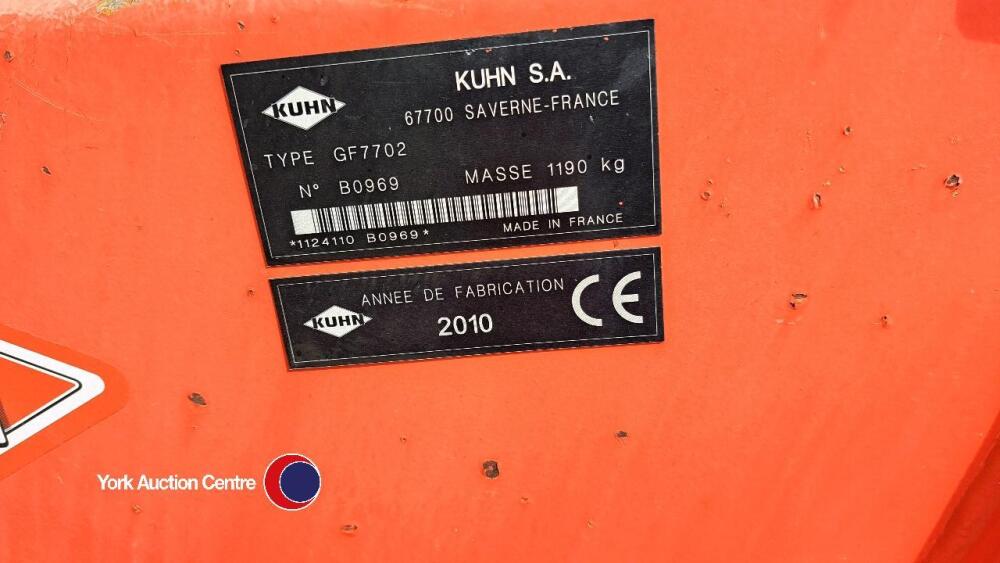 KUHN
KUHN S.A.
67700 SAVERNE-FRANCE
TYPE GF7702
N° B0969 MASSE 1190 kg
*1124110 B0969*
MADE IN FRANCE
KUHN
ANNEE DE FABRICATION
2010
CE
York Auction Centre